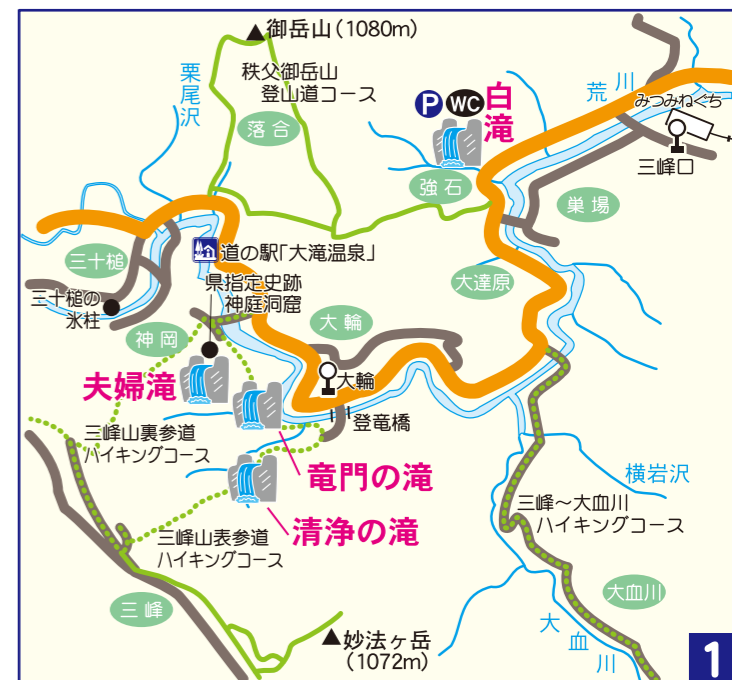 ▲御岳山(1080m)
栗尾沢
秩父御岳山
登山道コース
落合
P WC
白滝
強石
荒川
みつみねぐち
三峰口
巣場
三十槌
道の駅「大滝温泉」
県指定史跡
神庭洞窟
三十槌の
氷柱
神岡
大輪
大達原
夫婦滝
大輪
登竜橋
三峰山裏参道
ハイキングコース
竜門の滝
清浄の滝
横岩沢
三峰～大血川
ハイキングコース
三峰山表参道
ハイキングコース
三峰
大血川
大血川
▲妙法ヶ岳
(1072m)
1